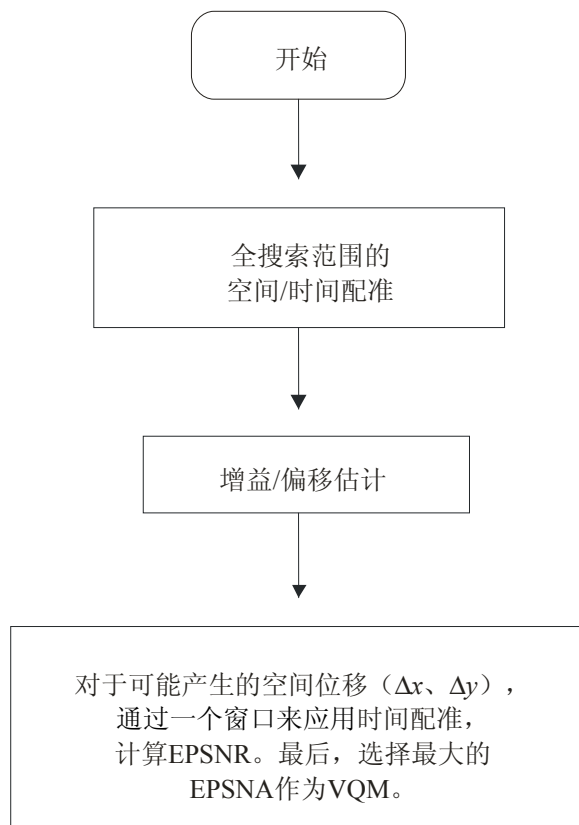 开始
全搜索范围的
空间/时间配准
增益/偏移估计
对于可能产生的空间位移（Δx、Δy），
通过一个窗口来应用时间配准，
计算EPSNR。最后，选择最大的
EPSNA作为VQM。